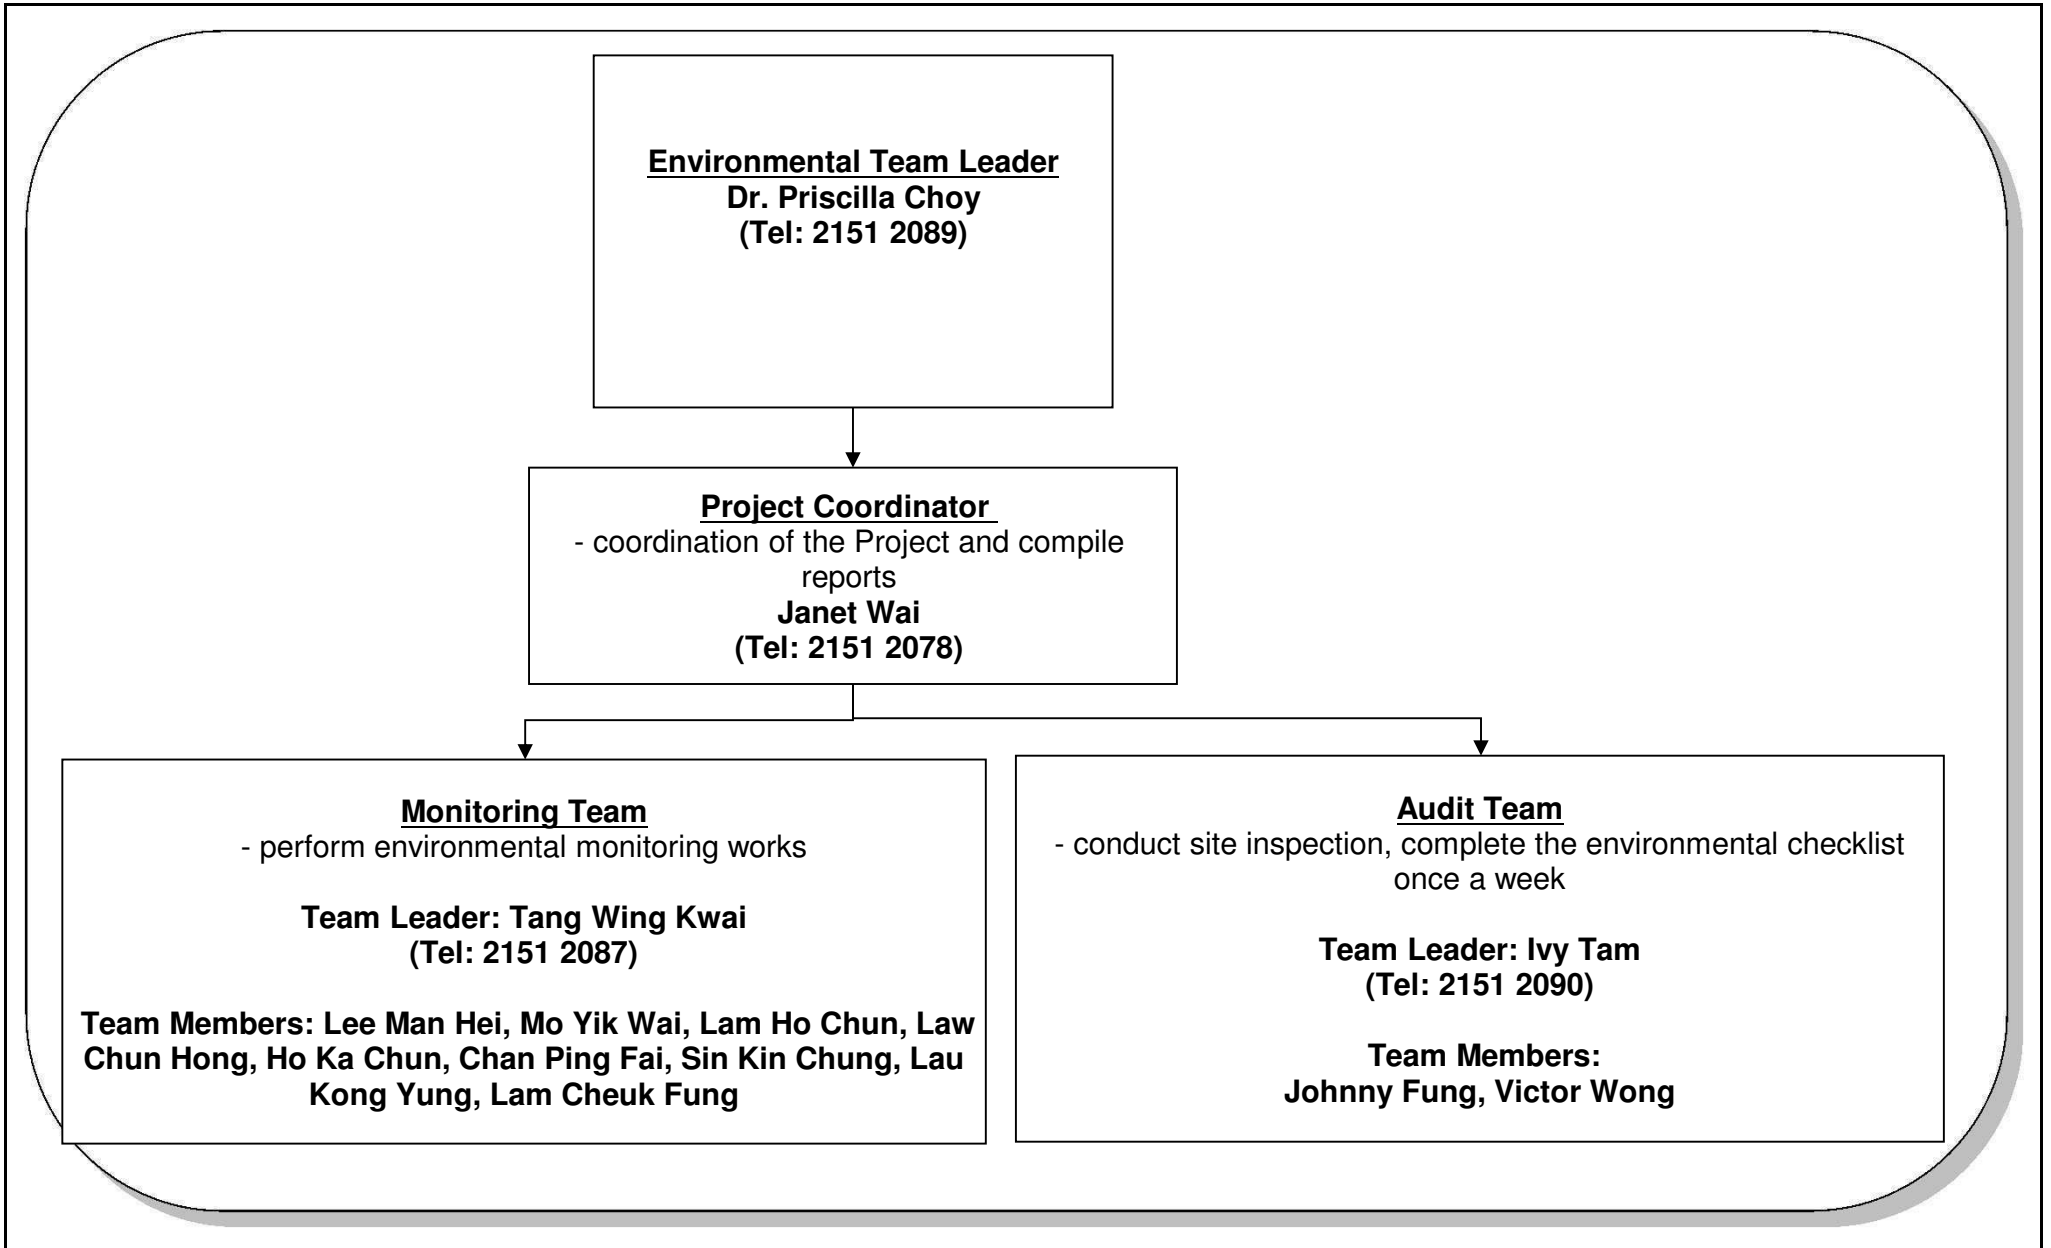 Environmental Team Leader
Dr. Priscilla Choy
(Tel: 2151 2089)
Project Coordinator
- coordination of the Project and compile
reports
Janet Wai
(Tel: 2151 2078)
Monitoring Team
- perform environmental monitoring works
Team Leader: Tang Wing Kwai
(Tel: 2151 2087)
Team Members: Lee Man Hei, Mo Yik Wai, Lam Ho Chun, Law
Chun Hong, Ho Ka Chun, Chan Ping Fai, Sin Kin Chung, Lau
Kong Yung, Lam Cheuk Fung
Audit Team
- conduct site inspection, complete the environmental checklist
once a week
Team Leader: Ivy Tam
(Tel: 2151 2090)
Team Members:
Johnny Fung, Victor Wong